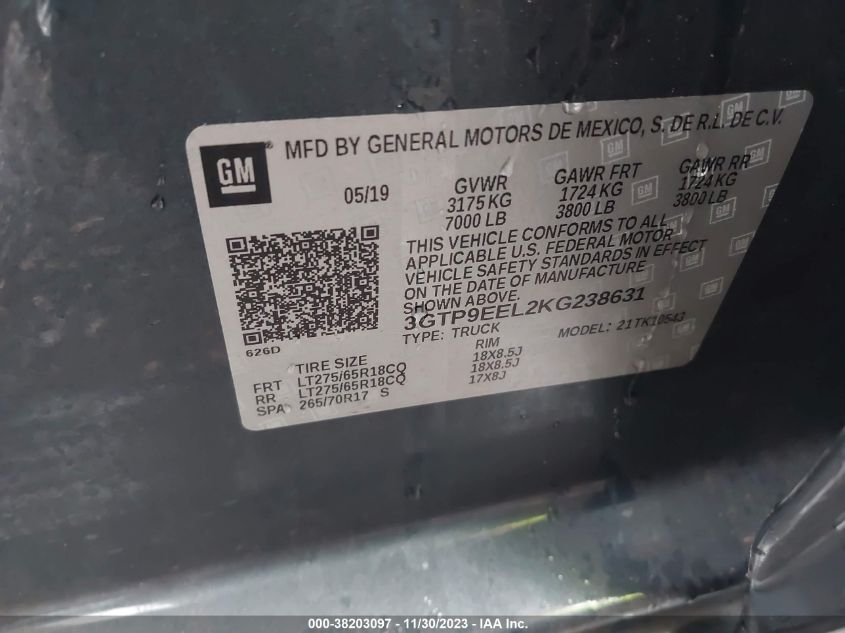 GM
® MFD BY GENERAL MOTORS DE MEXICO, S. DE R.L. DE C.V.
05/19
GVWR
3175 KG
7000 LB
GAWR FRT
1724 KG
3800 LB
GAWR RR
1724 KG
3800 LB
THIS VEHICLE CONFORMS TO ALL
APPLICABLE U.S. FEDERAL MOTOR
VEHICLE SAFETY STANDARDS IN EFFECT
ON THE DATE OF MANUFACTURE
SHOWN ABOVE.
3GTP9EEL2KG238631
TYPE: TRUCK MODEL: 21TK10543
626D
TIRE SIZE RIM
FRT LT275/65R18CQ 18X8.5J
RR LT275/65R18CQ 18X8.5J
SPA 265/70R17 S 17X8J
000-38203097 - 11/30/2023 - IAA Inc.